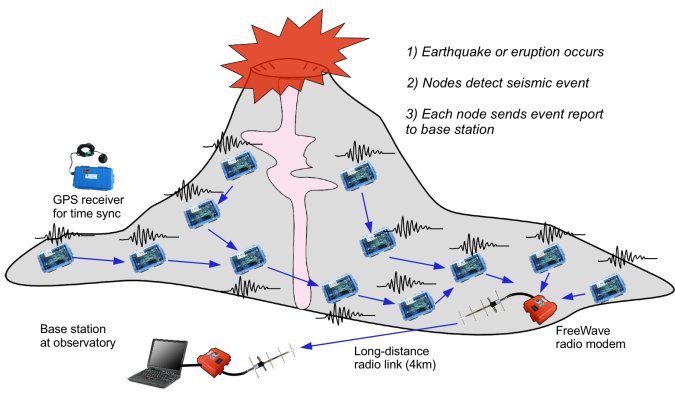 1) Earthquake or eruption occurs
2) Nodes detect seismic event
3) Each node sends event report
to base station
GPS receiver
for time sync
Base station
at observatory
Long-distance
radio link (4km)
FreeWave
radio modem